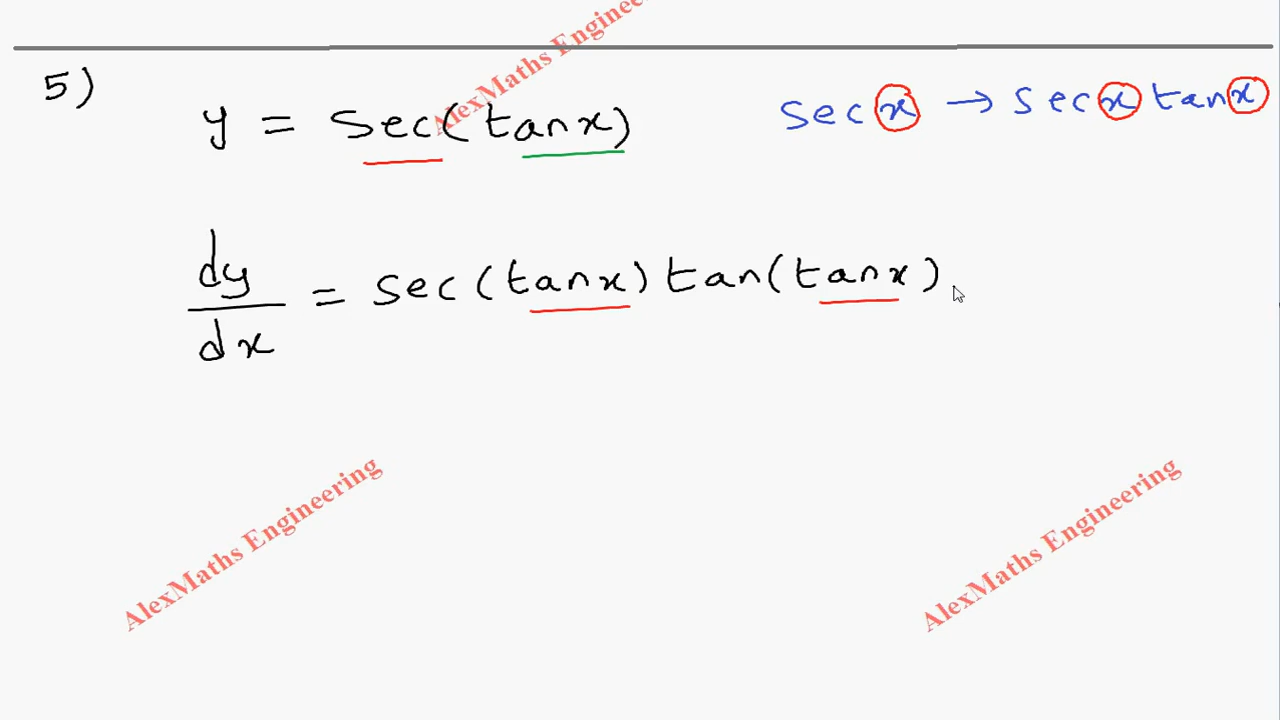 AlexMaths Engineering
5)
y = sec(tanx)
secx → secx tanx
dy/dx = sec(tanx) tan(tanx)
AlexMaths Engineering
AlexMaths Engineering